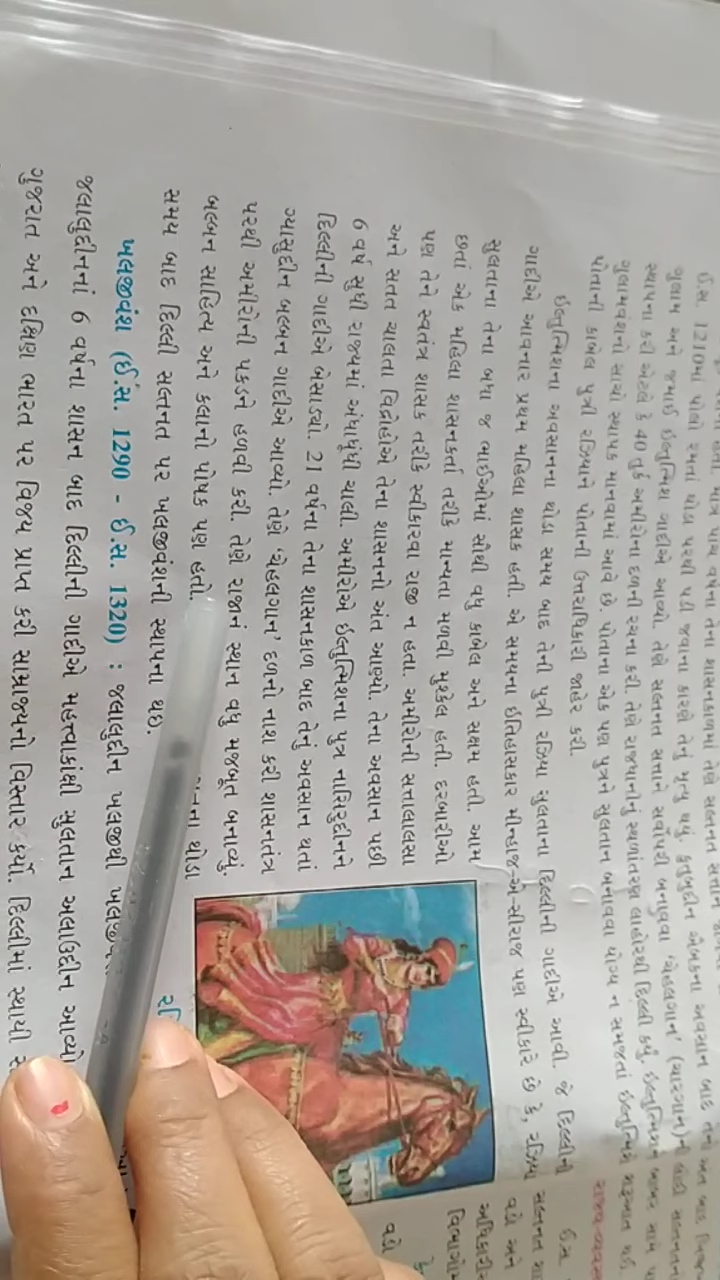 ઈ.સ. 1210માં પોલો રમતાં ઘોડા પરથી પડી જવાના કારણે તેનું મૃત્યુ થયું. કુતુબુદ્દીન ઐબકના અવસાન બાદ
ગુલામ અને જમાઈ ઈલ્તુત્મિશ ગાદીએ આવ્યો. તેણે સલ્તનત સત્તાને સર્વોપરી બનાવવા 'ચેહલગાન' (ચારગાન)ની
સ્થાપના કરી એટલે કે 40 તુર્ક અમીરોના દળની રચના કરી. તેણે રાજધાનીનું સ્થળાંતરણ લાહોરથી દિલ્લી કર્યું. ઈલ્તુત્મિશને
ગુલામવંશનો સાચો સ્થાપક માનવામાં આવે છે. પોતાના એક પણ પુત્રને સુલતાન બનાવવા યોગ્ય ન સમજતાં ઈલ્તુત્મિશે
પોતાની કાબેલ પુત્રી રઝિયાને પોતાની ઉત્તરાધિકારી જાહેર કરી.
ઈલ્તુત્મિશના અવસાનના થોડા સમય બાદ તેની પુત્રી રઝિયા સુલતાના દિલ્લીની ગાદીએ આવી. જે દિલ્લીની
ગાદીએ આવનાર પ્રથમ મહિલા શાસક હતી. એ સમયના ઈતિહાસકાર મીન્હાજ-એ-સીરાજ પણ સ્વીકારે છે કે, રઝિયા
સુલતાના તેના બધા જ ભાઈઓમાં સૌથી વધુ કાબેલ અને સક્ષમ હતી. આમ
છતાં એક મહિલા શાસનકર્તા તરીકે માન્યતા મળવી મુશ્કેલ હતી. દરબારીઓ
પણ તેને સ્વતંત્ર શાસક તરીકે સ્વીકારવા રાજી ન હતા. અમીરોની સત્તાલાલસા
અને સતત ચાલતા વિદ્રોહોએ તેના શાસનનો અંત આણ્યો. તેના અવસાન પછી
6 વર્ષ સુધી રાજ્યમાં અંધાધૂંધી ચાલી. અમીરોએ ઈલ્તુત્મિશના પુત્ર નાસિરુદ્દીનને
દિલ્લીની ગાદીએ બેસાડ્યો. 21 વર્ષના તેના શાસનકાળ બાદ તેનું અવસાન થતાં
ગ્યાસુદ્દીન બલ્બન ગાદીએ આવ્યો. તેણે 'ચેહલગાન' દળનો નાશ કરી શાસનતંત્ર
પરથી અમીરોની પકડને હળવી કરી. તેણે રાજાનં સ્થાન વધુ મજબૂત બનાવ્યું.
બલ્બન સાહિત્ય અને કલાનો પોષક પણ હતો. થોડા
સમય બાદ દિલ્લી સલ્તનત પર ખલજીવંશની સ્થાપના થઇ.
ખલજીવંશ (ઈ.સ. 1290 - ઈ.સ. 1320) : જલાલુદ્દીન ખલજીથી
જલાલુદ્દીનનાં 6 વર્ષના શાસન બાદ દિલ્લીની ગાદીએ મહત્ત્વાકાંક્ષી સુલતાન અલાઉદ્દીન આવ્યો
ગુજરાત અને દક્ષિણ ભારત પર વિજય પ્રાપ્ત કરી સામ્રાજ્યનો વિસ્તાર કર્યો. દિલ્લીમાં સ્થાયી